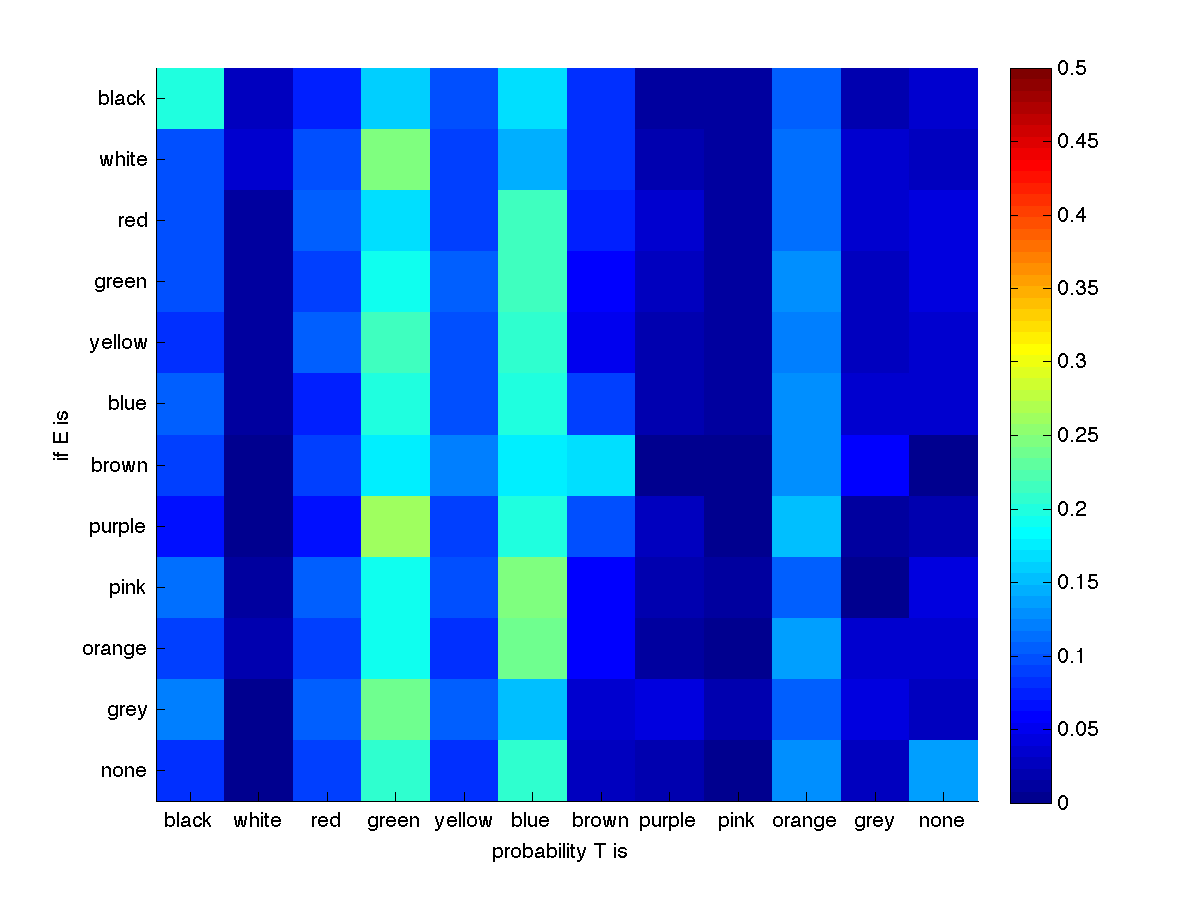 black
white
red
green
yellow
blue
brown
purple
pink
orange
grey
none
if E is
black white red green yellow blue brown purple pink orange grey none
probability T is
0.5
0.45
0.4
0.35
0.3
0.25
0.2
0.15
0.1
0.05
0